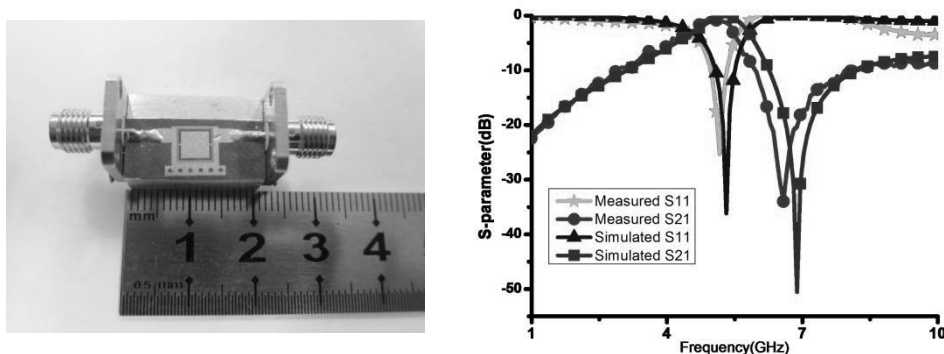 mm
1 2 3 4
0.5 mm
S-parameter(dB)
0
-10
-20
-30
-40
-50
Measured S11
Measured S21
Simulated S11
Simulated S21
1 4 7 10
Frequency(GHz)